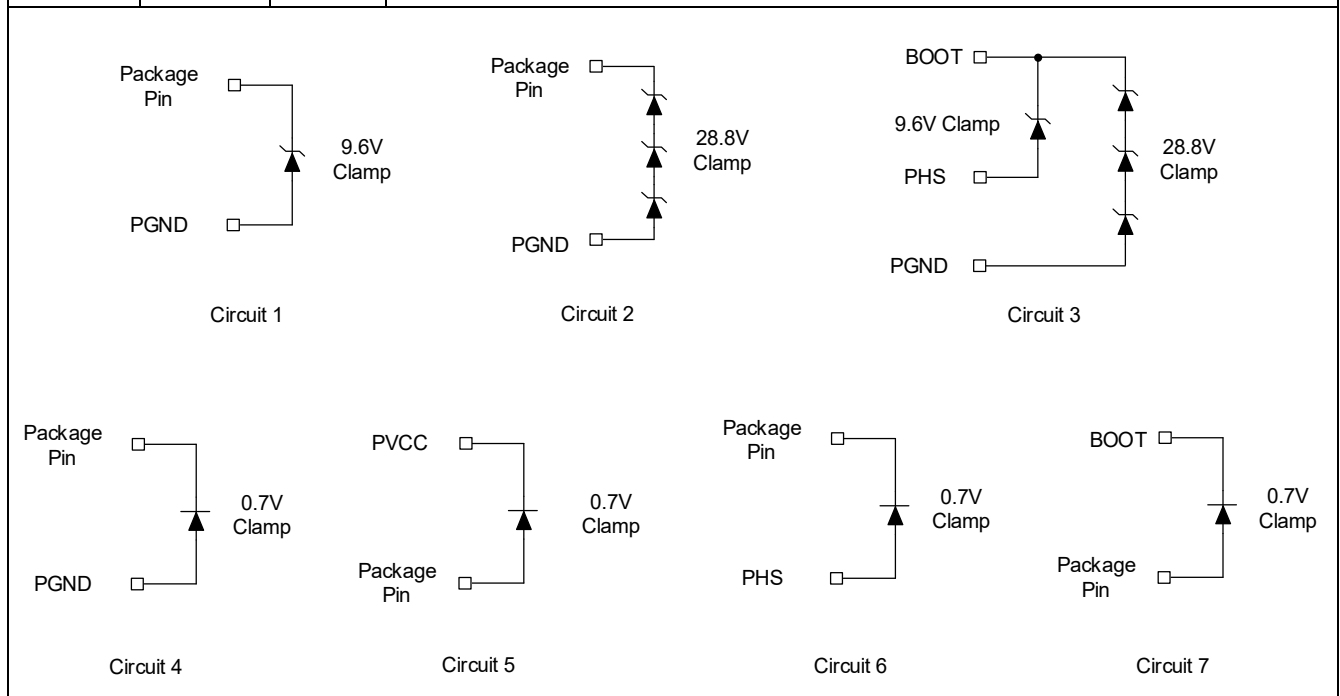 Package
Pin
9.6V
Clamp
PGND
Circuit 1
Package
Pin
28.8V
Clamp
PGND
Circuit 2
BOOT
9.6V Clamp
PHS
28.8V
Clamp
PGND
Circuit 3
Package
Pin
0.7V
Clamp
PGND
Circuit 4
PVCC
0.7V
Clamp
Package
Pin
Circuit 5
Package
Pin
0.7V
Clamp
PHS
Circuit 6
BOOT
0.7V
Clamp
Package
Pin
Circuit 7